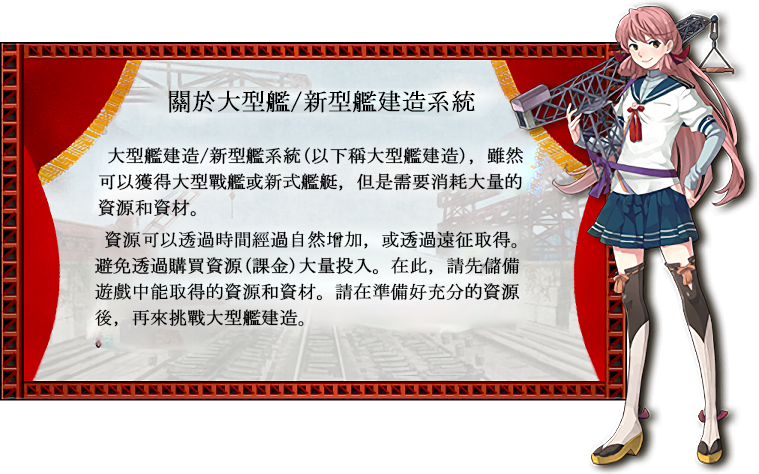 關於大型艦/新型艦建造系統
大型艦建造/新型艦系統(以下稱大型艦建造)，雖然
可以獲得大型戰艦或新式艦艇，但是需要消耗大量的
資源和資材。
資源可以透過時間經過自然增加，或透過遠征取得。
避免透過購買資源(課金)大量投入。在此，請先儲備
遊戲中能取得的資源和資材。請在準備好充分的資源
後，再來挑戰大型艦建造。